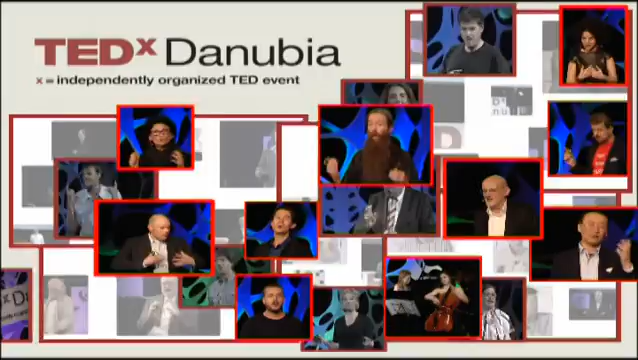 TEDx Danubia
x = independently organized TED event